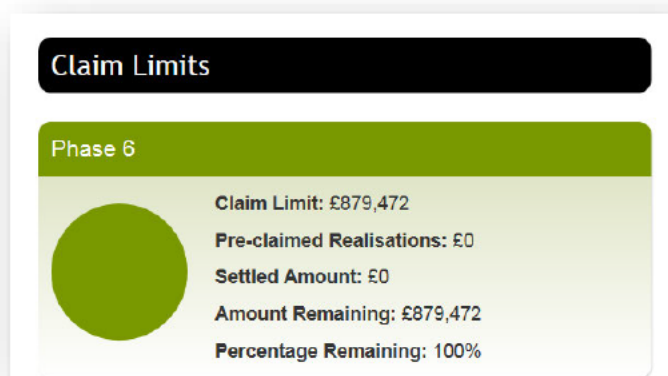 Claim Limits
Phase 6
Claim Limit: £879,472
Pre-claimed Realisations: £0
Settled Amount: £0
Amount Remaining: £879,472
Percentage Remaining: 100%